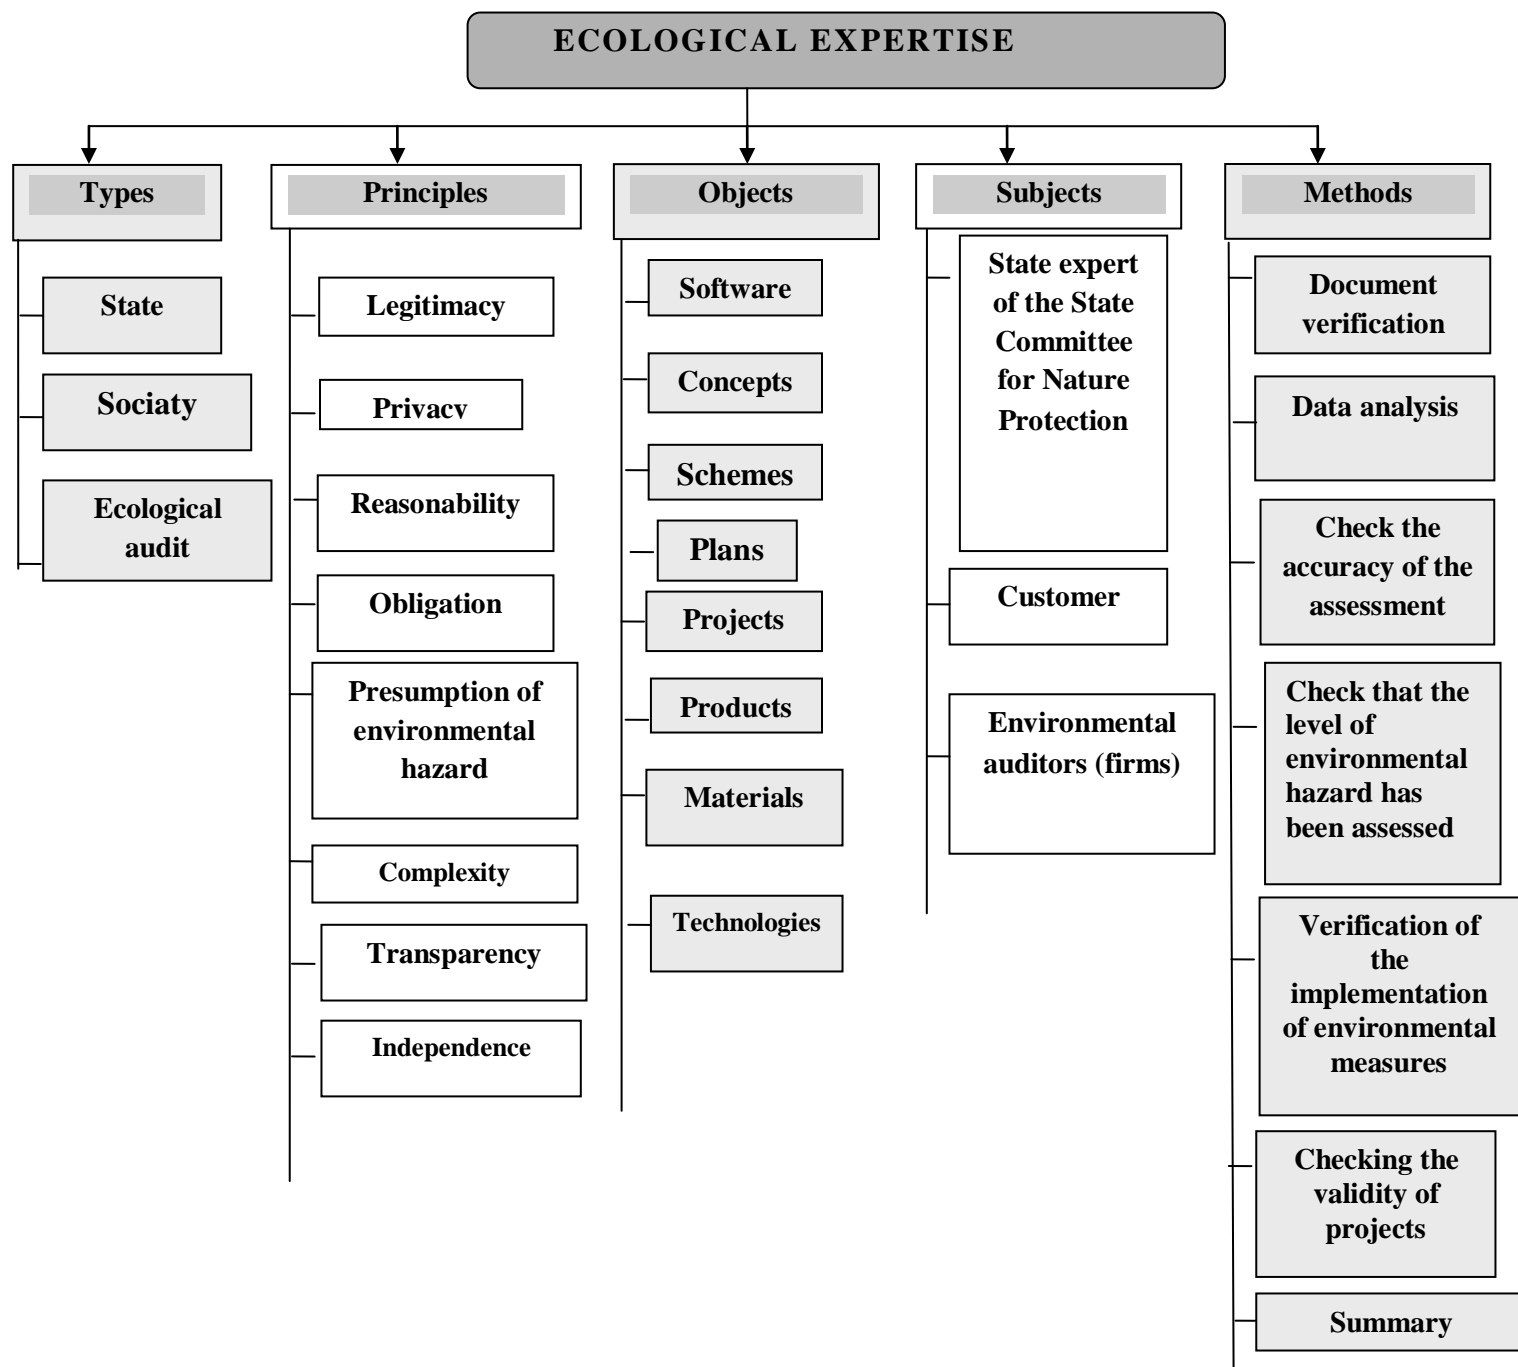 ECOLOGICAL EXPERTISE
Types
Principles
Objects
Subjects
Methods
State
Sociaty
Ecological
audit
Legitimacy
Privacy
Reasonability
Obligation
Presumption of
environmental
hazard
Complexity
Transparency
Independence
Software
Concepts
Schemes
Plans
Projects
Products
Materials
Technologies
State expert
of the State
Committee
for Nature
Protection
Customer
Environmental
auditors (firms)
Document
verification
Data analysis
Check the
accuracy of the
assessment
Check that the
level of
environmental
hazard has
been assessed
Verification of
the
implementation
of environmental
measures
Checking the
validity of
projects
Summary